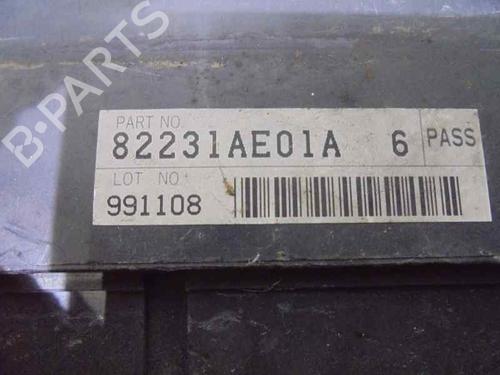 B-PARTS
PART NO.
82231AE01A 6 PASS
LOT NO.
991108